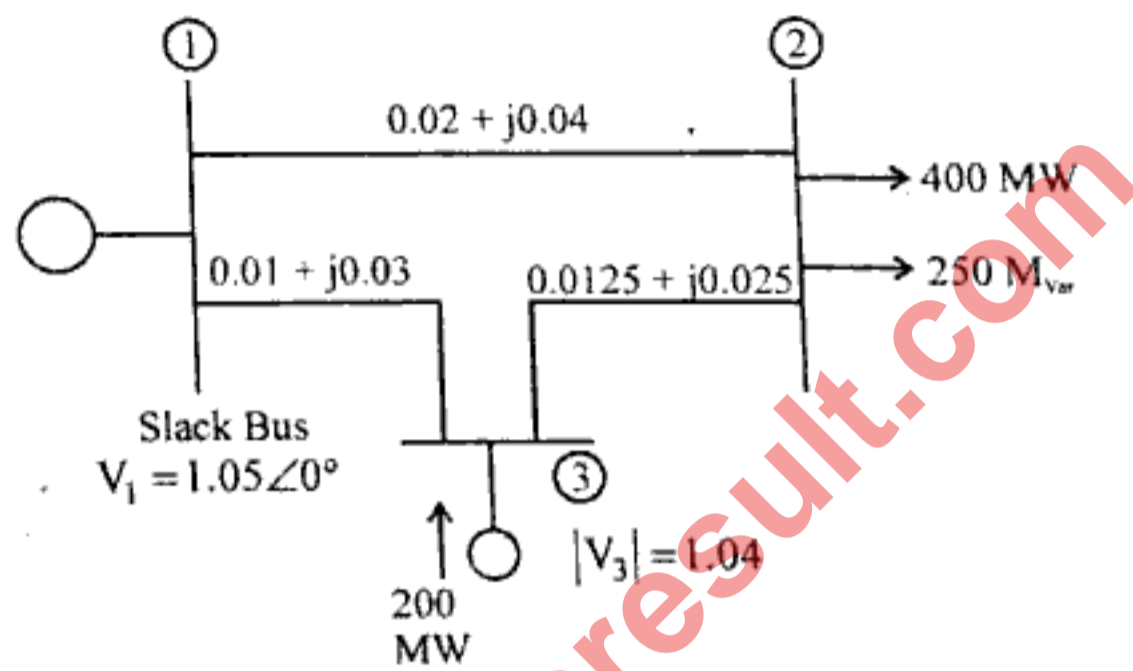 ① ②
0.02 + j0.04
400 MW
0.01 + j0.03 0.0125 + j0.025
250 M_Var
Slack Bus
V₁ = 1.05∠0°
③
|V₃| = 1.04
200
MW
result.com